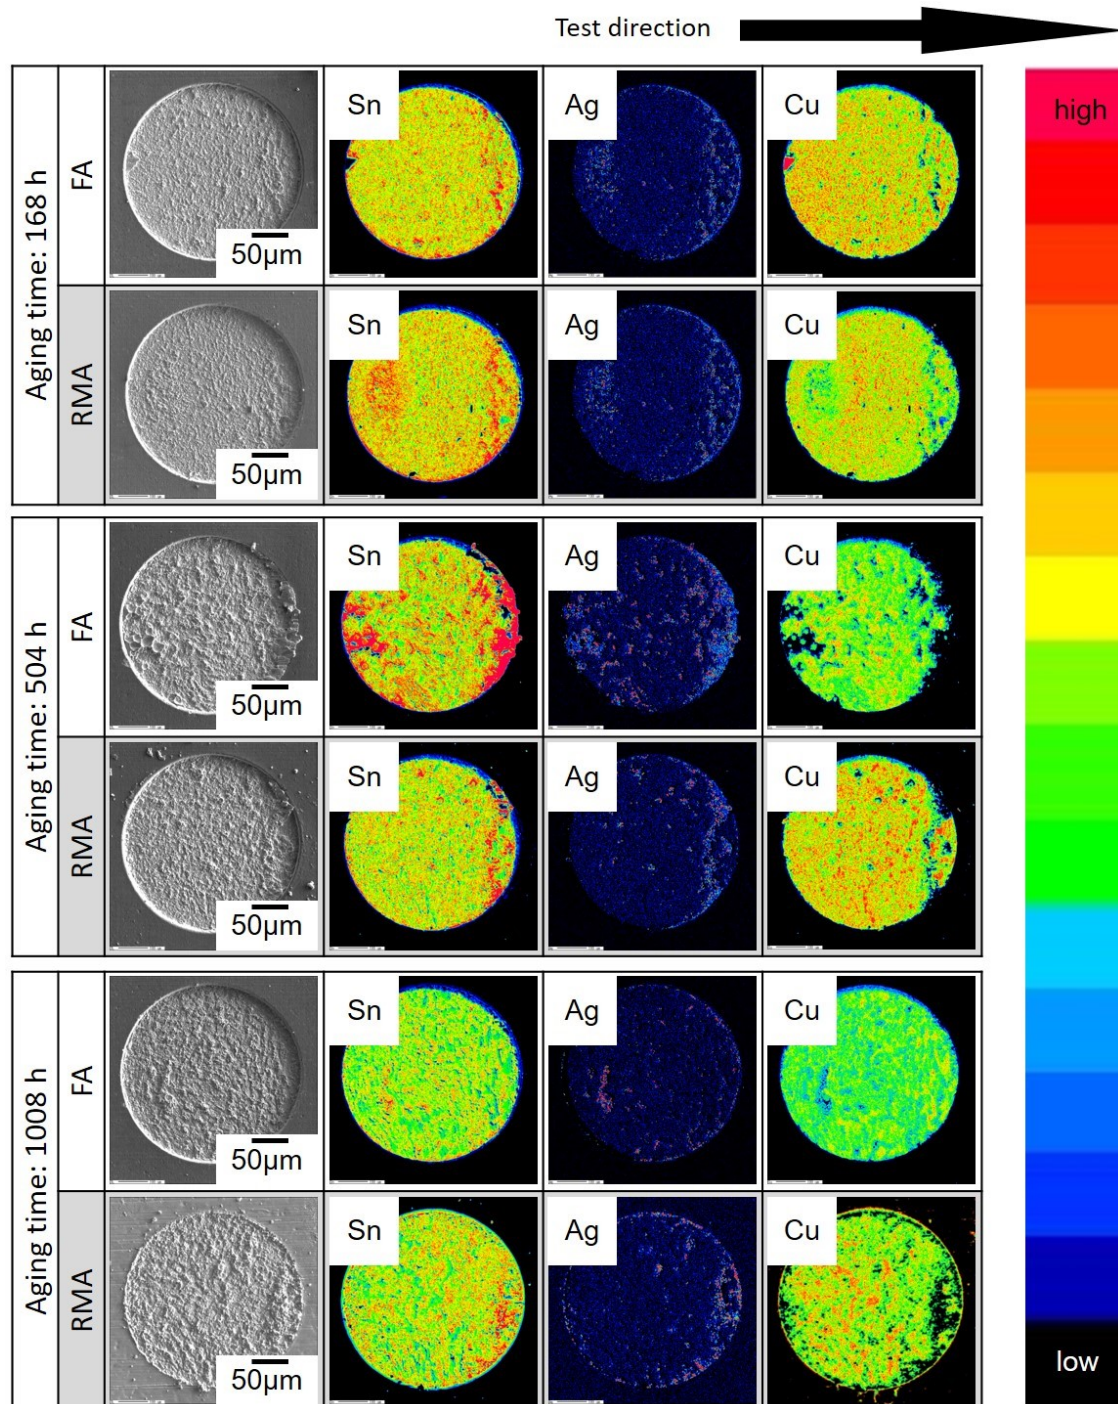 Test direction
high
Aging time: 168 h
FA
50µm
Sn
Ag
Cu
RMA
50µm
Sn
Ag
Cu
Aging time: 504 h
FA
50µm
Sn
Ag
Cu
RMA
50µm
Sn
Ag
Cu
Aging time: 1008 h
FA
50µm
Sn
Ag
Cu
RMA
50µm
Sn
Ag
Cu
low